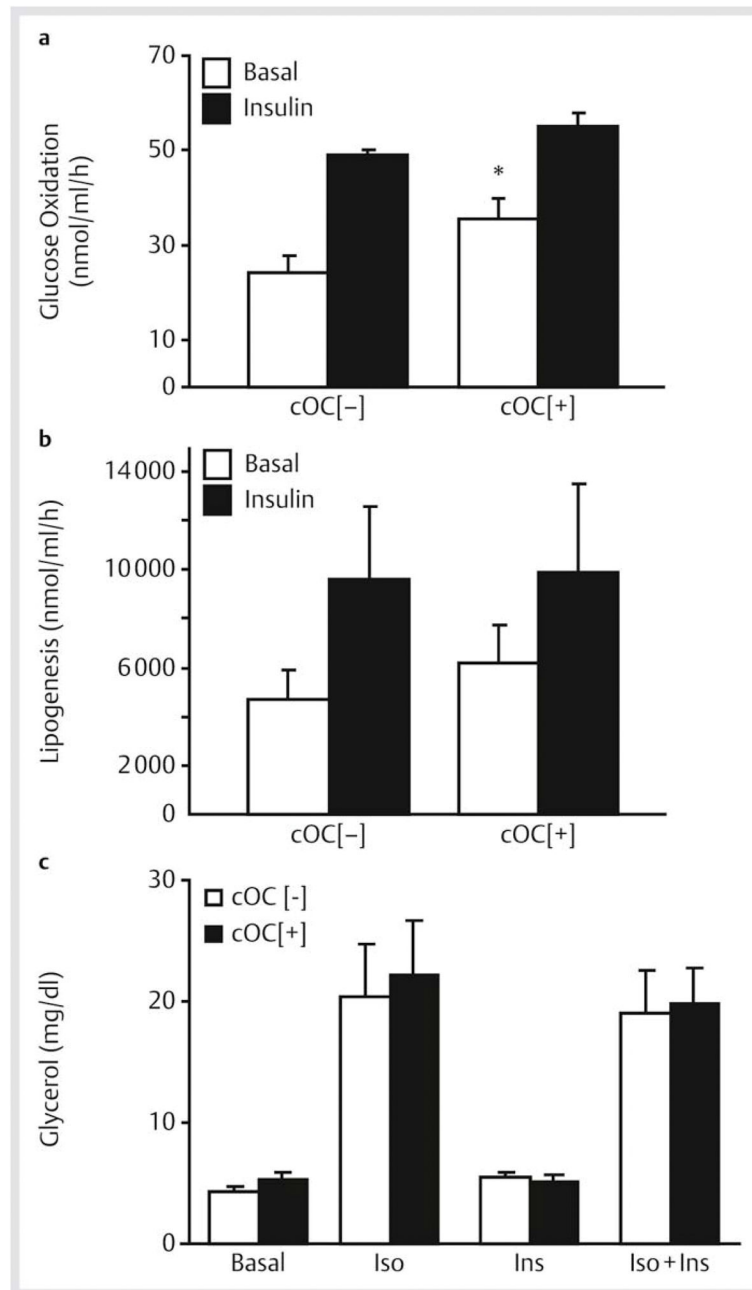 a
70
50
30
10
0
Glucose Oxidation
(nmol/ml/h)
Basal
Insulin
*
cOC[–]
cOC[+]
b
14000
10000
6000
2000
0
Lipogenesis (nmol/ml/h)
Basal
Insulin
cOC[–]
cOC[+]
c
30
20
10
0
Glycerol (mg/dl)
cOC [-]
cOC[+]
Basal
Iso
Ins
Iso+Ins